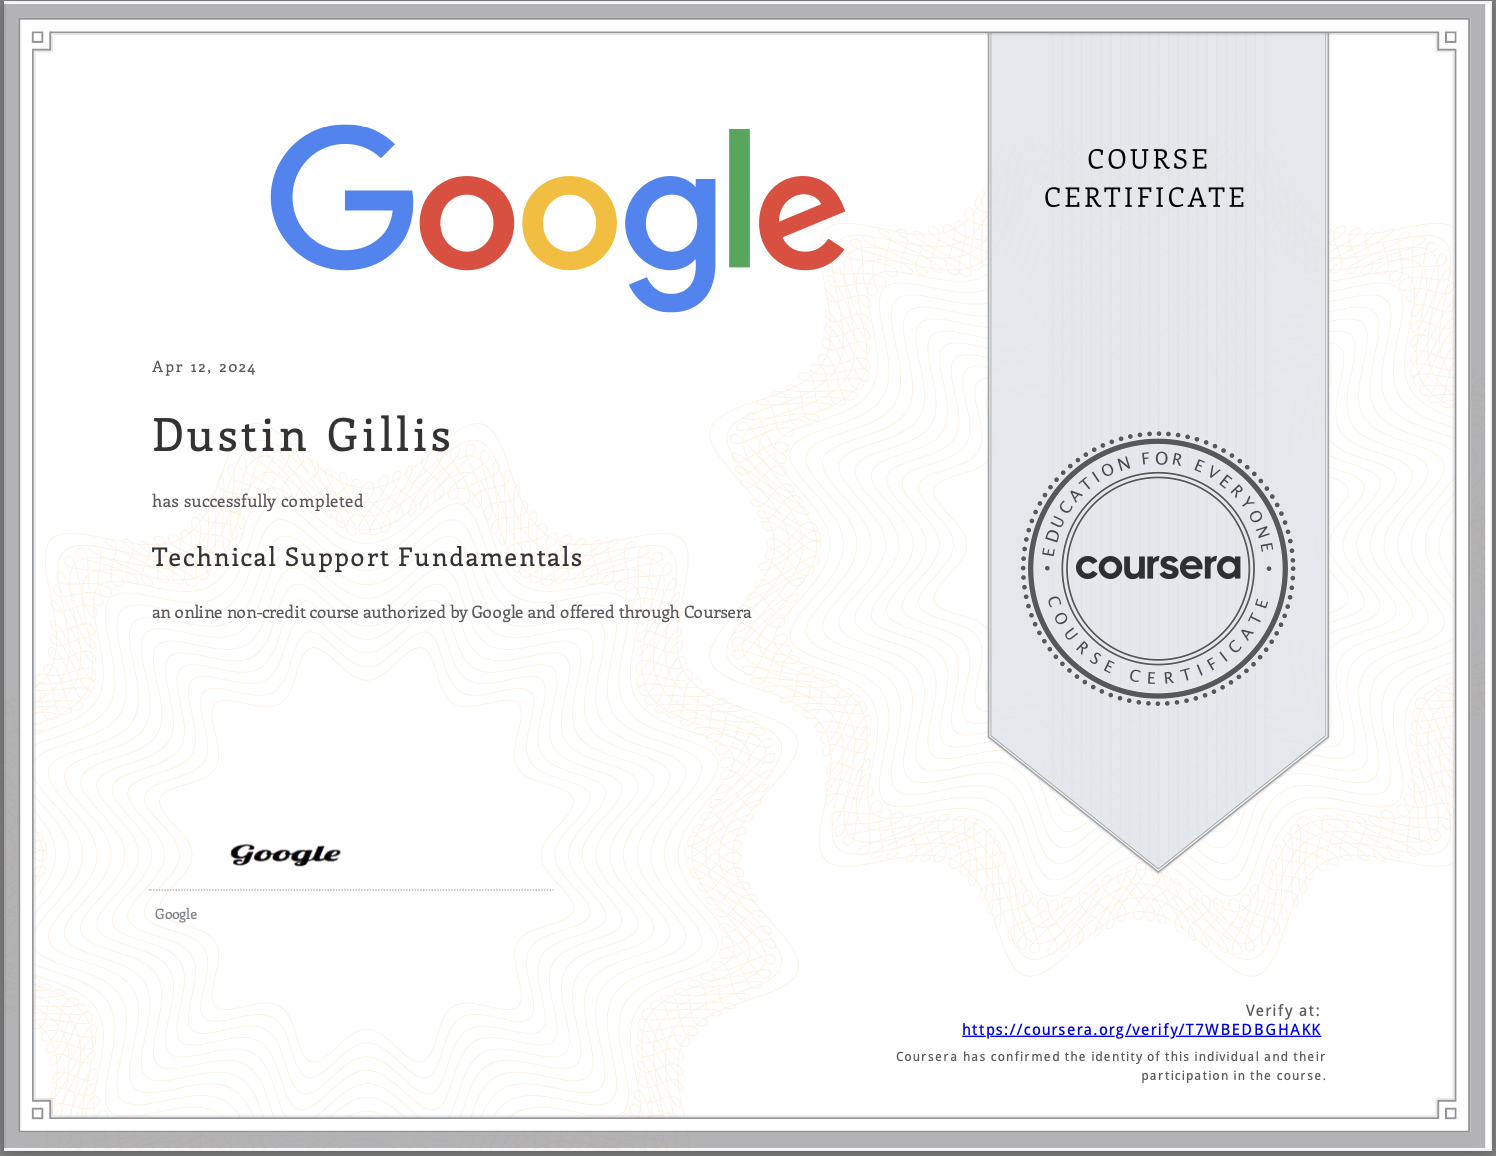 Google
COURSE
CERTIFICATE
Apr 12, 2024
Dustin Gillis
has successfully completed
Technical Support Fundamentals
an online non-credit course authorized by Google and offered through Coursera
EDUCATION FOR EVERYONE
coursera
COURSE CERTIFICATE
Google
Google
Verify at:
https://coursera.org/verify/T7WBEDBGHAKK
Coursera has confirmed the identity of this individual and their
participation in the course.